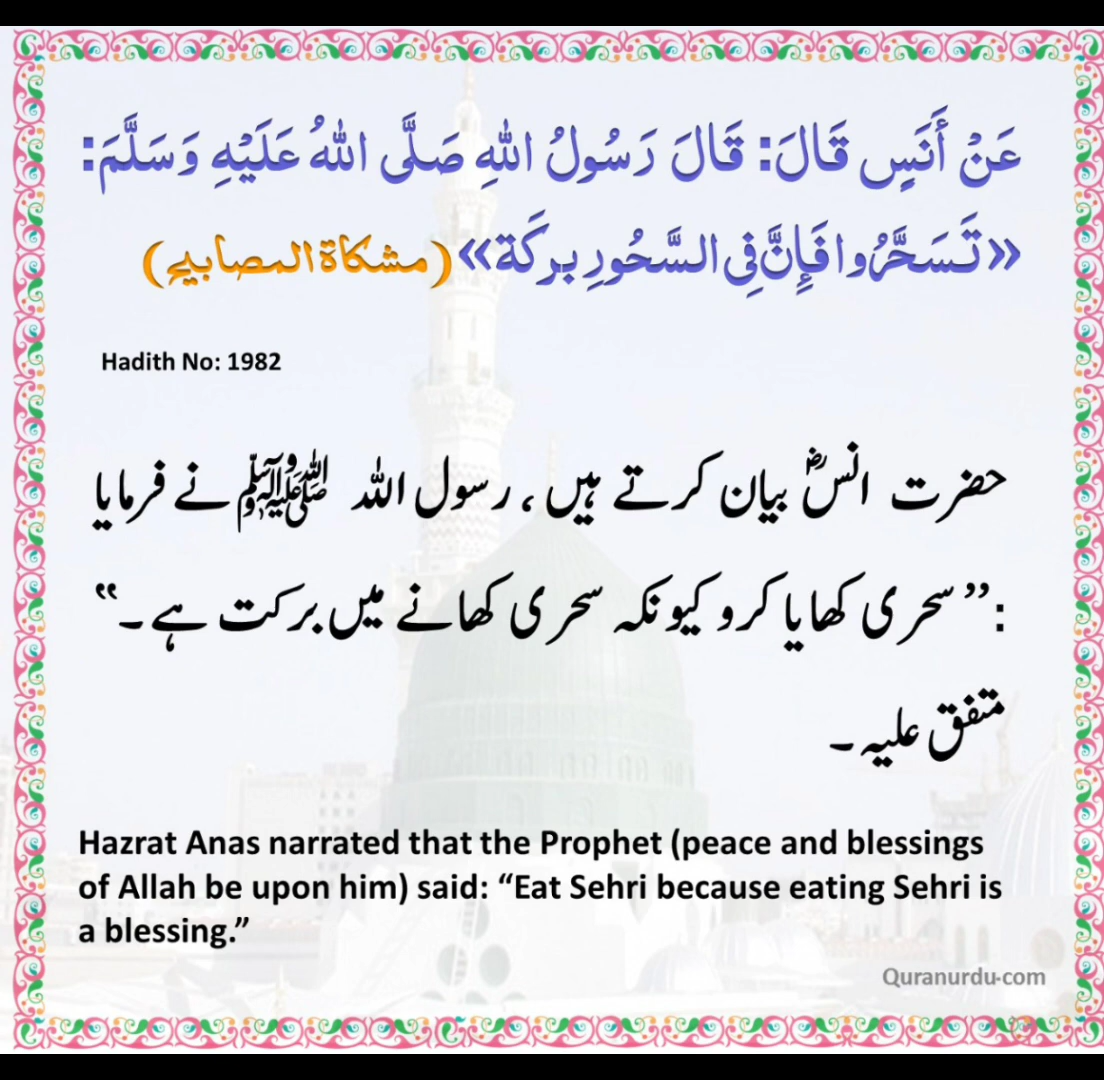 عَنْ أَنَسٍ قَالَ: قَالَ رَسُولُ اللهِ صَلَّى اللهُ عَلَيْهِ وَسَلَّمَ:
«تَسَحَّرُوا فَإِنَّ فِي السَّحُورِ بركَة» (مشكاة المصابيح)
Hadith No: 1982
حضرت انسؓ بیان کرتے ہیں ، رسول اللہ ﷺ نے فرمایا
:’’ سحری کھایا کرو کیونکہ سحری کھانے میں برکت ہے ۔‘‘
متفق علیہ ۔
Hazrat Anas narrated that the Prophet (peace and blessings
of Allah be upon him) said: “Eat Sehri because eating Sehri is
a blessing.”
Quranurdu.com